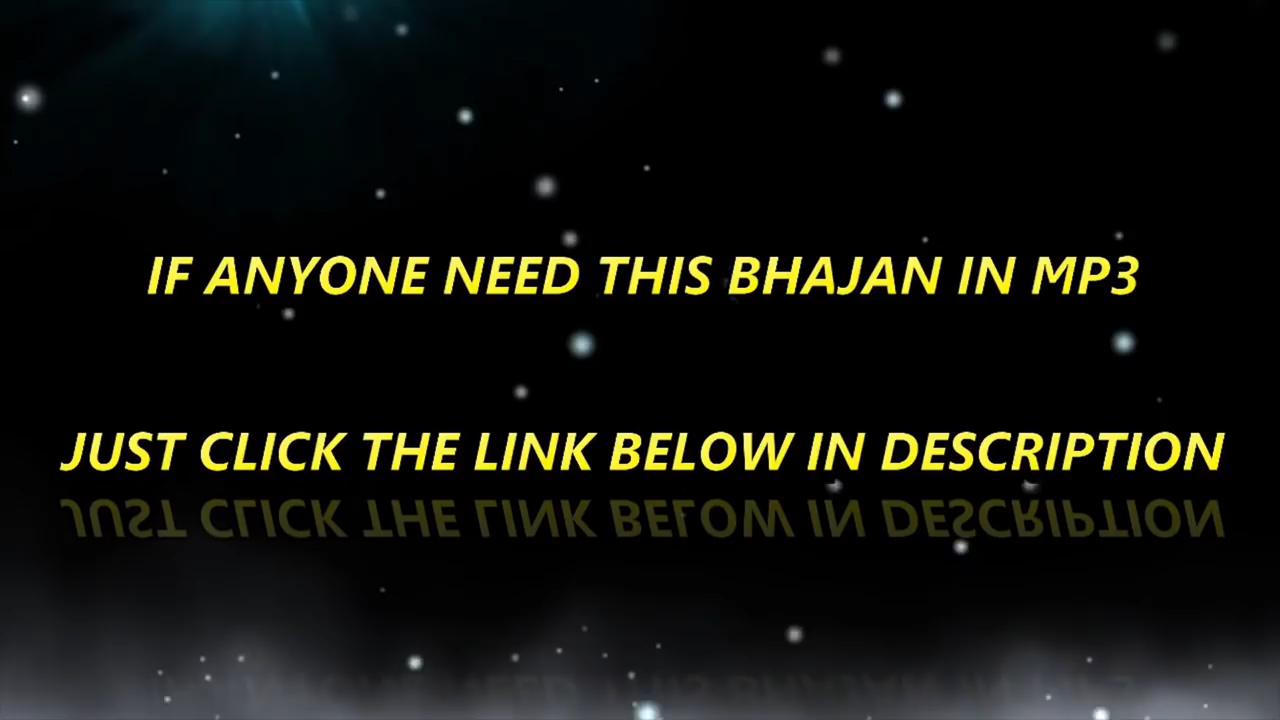 IF ANYONE NEED THIS BHAJAN IN MP3
JUST CLICK THE LINK BELOW IN DESCRIPTION